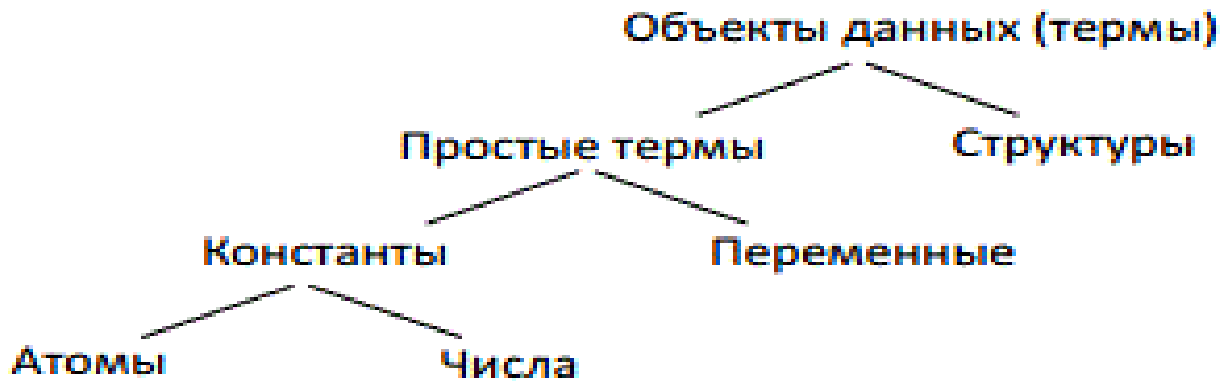 Объекты данных (термы)
Простые термы
Структуры
Константы
Переменные
Атомы
Числа